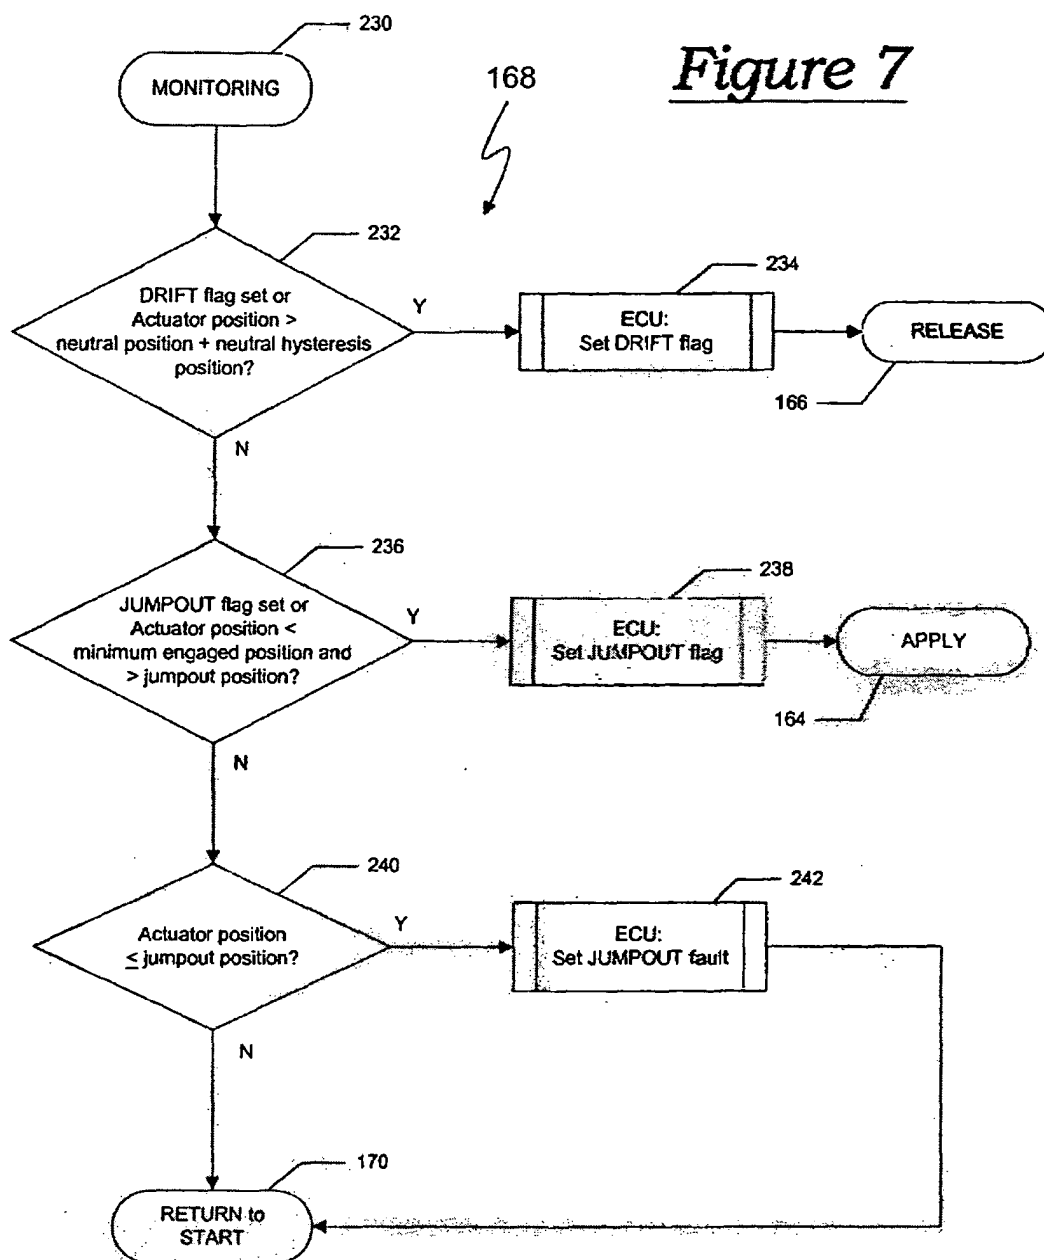 230
Figure 7
MONITORING
168
232
DRIFT flag set or
Actuator position >
neutral position + neutral hysteresis
position?
Y
234
ECU:
Set DRIFT flag
RELEASE
166
N
236
JUMPOUT flag set or
Actuator position <
minimum engaged position and
> jumpout position?
Y
238
ECU:
Set JUMPOUT flag
APPLY
164
N
240
Actuator position
≤ jumpout position?
Y
242
ECU:
Set JUMPOUT fault
N
170
RETURN to
START